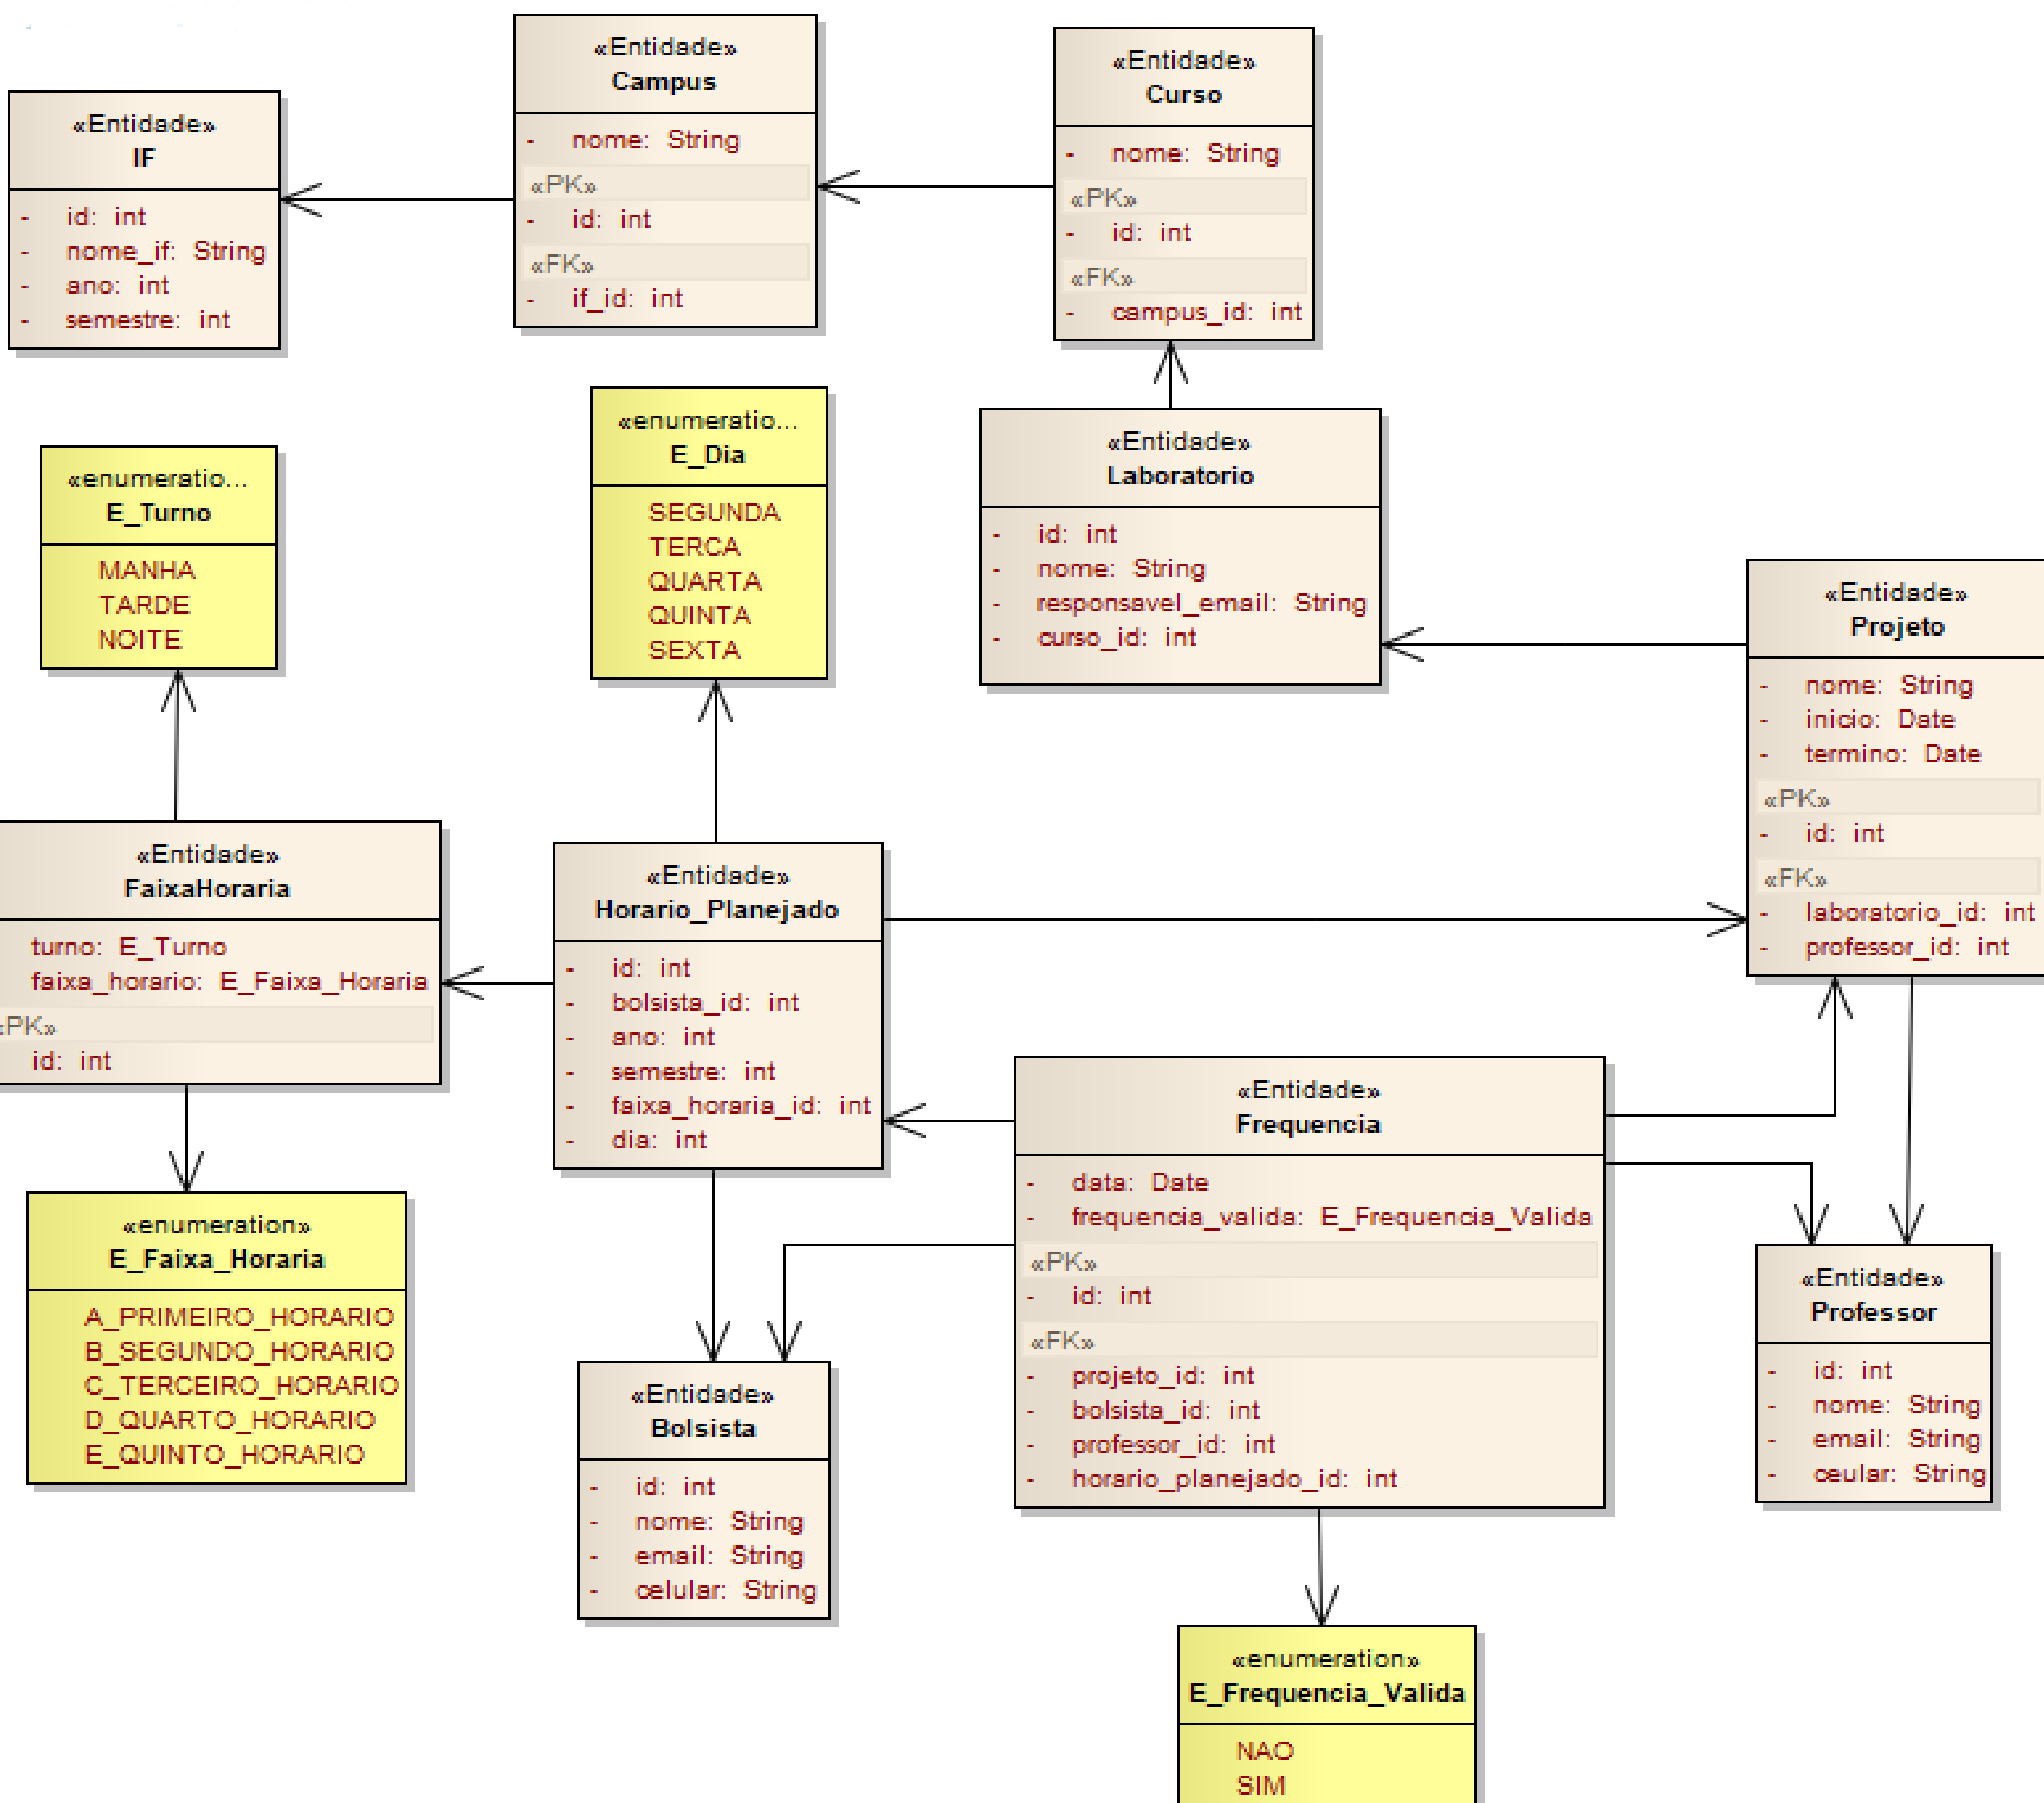 «Entidade»
IF
- id: int
- nome_if: String
- ano: int
- semestre: int
«Entidade»
Campus
- nome: String
«PK»
- id: int
«FK»
- if_id: int
«Entidade»
Curso
- nome: String
«PK»
- id: int
«FK»
- campus_id: int
«enumeratio...
E_Turno
MANHA
TARDE
NOITE
«enumeratio...
E_Dia
SEGUNDA
TERCA
QUARTA
QUINTA
SEXTA
«Entidade»
Laboratorio
- id: int
- nome: String
- responsavel_email: String
- curso_id: int
«Entidade»
Projeto
- nome: String
- inicio: Date
- termino: Date
«PK»
- id: int
«FK»
- laboratorio_id: int
- professor_id: int
«Entidade»
FaixaHoraria
turno: E_Turno
faixa_horario: E_Faixa_Horaria
«PK»
id: int
«Entidade»
Horario_Planejado
- id: int
- bolsista_id: int
- ano: int
- semestre: int
- faixa_horaria_id: int
- dia: int
«Entidade»
Frequencia
- data: Date
- frequencia_valida: E_Frequencia_Valida
«PK»
- id: int
«FK»
- projeto_id: int
- bolsista_id: int
- professor_id: int
- horario_planejado_id: int
«enumeration»
E_Faixa_Horaria
A_PRIMEIRO_HORARIO
B_SEGUNDO_HORARIO
C_TERCEIRO_HORARIO
D_QUARTO_HORARIO
E_QUINTO_HORARIO
«Entidade»
Bolsista
- id: int
- nome: String
- email: String
- celular: String
«Entidade»
Professor
- id: int
- nome: String
- email: String
- ceular: String
«enumeration»
E_Frequencia_Valida
NAO
SIM